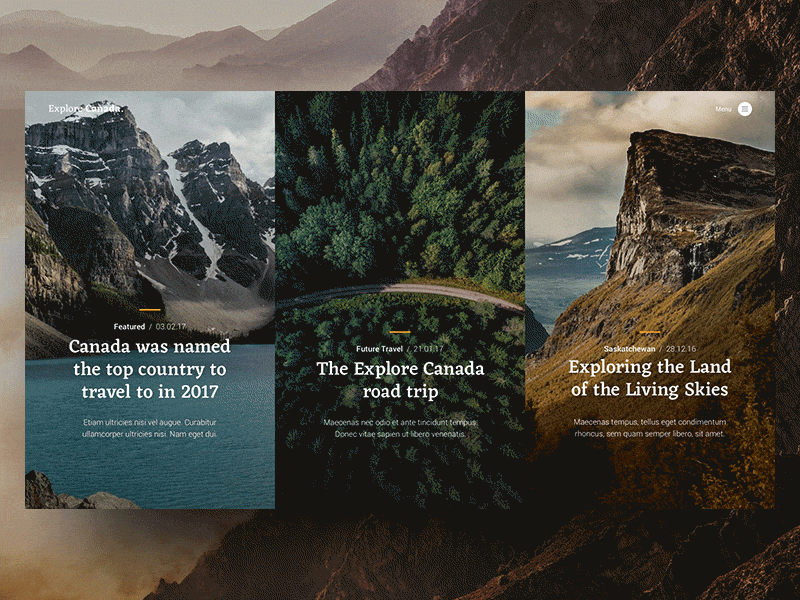 Explore Canada.
Menu
Featured / 03.02.17
Canada was named
the top country to
travel to in 2017
Etiam ultricies nisi vel augue. Curabitur
ullamcorper ultricies nisi. Nam eget dui.
Future Travel / 21.01.17
The Explore Canada
road trip
Maecenas nec odio et ante tincidunt tempus.
Donec vitae sapien ut libero venenatis.
Saskatchewan / 28.12.16
Exploring the Land
of the Living Skies
Maecenas tempus, tellus eget condimentum
rhoncus, sem quam semper libero, sit amet.